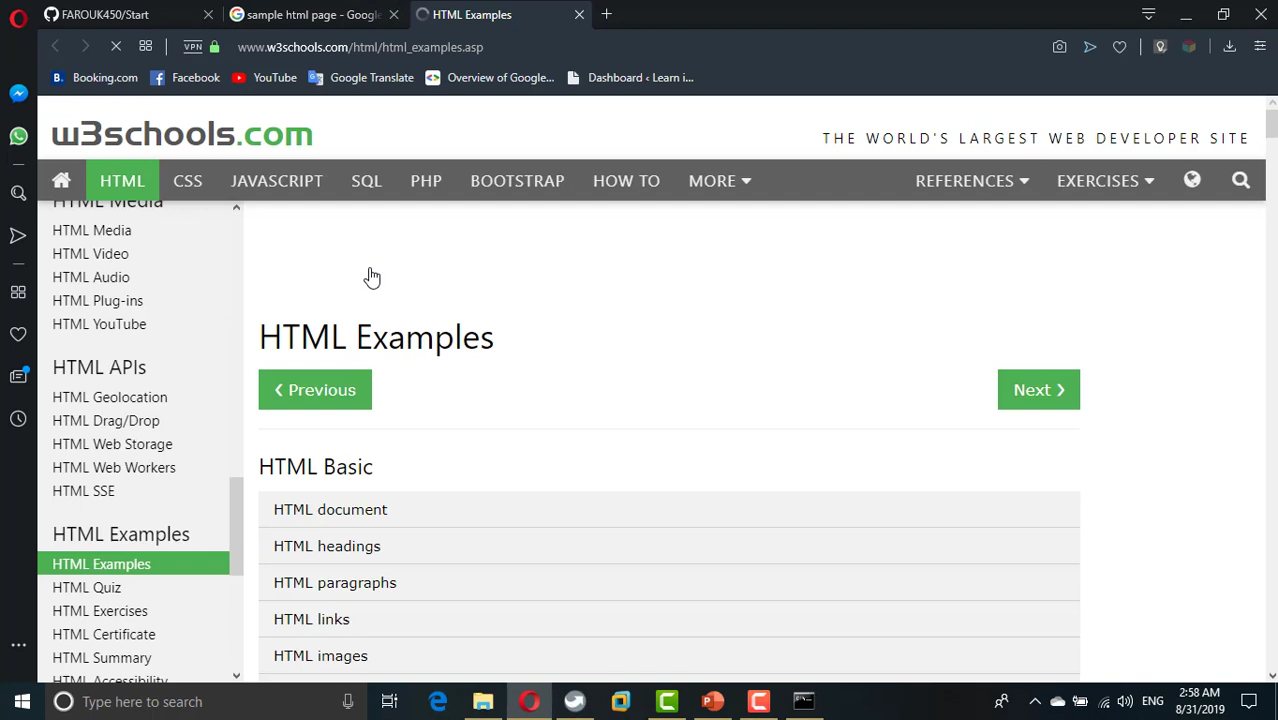 FAROUK450/Start
sample html page - Google
HTML Examples
VPN
www.w3schools.com/html/html_examples.asp
B. Booking.com
Facebook
YouTube
Google Translate
Overview of Google...
Dashboard ‹ Learn i...
w3schools.com
THE WORLD'S LARGEST WEB DEVELOPER SITE
HTML CSS JAVASCRIPT SQL PHP BOOTSTRAP HOW TO MORE REFERENCES EXERCISES
HTML Media
HTML Media
HTML Video
HTML Audio
HTML Plug-ins
HTML YouTube
HTML APIs
HTML Geolocation
HTML Drag/Drop
HTML Web Storage
HTML Web Workers
HTML SSE
HTML Examples
HTML Examples
HTML Quiz
HTML Exercises
HTML Certificate
HTML Summary
HTML Accessibility
HTML Examples
❮ Previous
Next ❯
HTML Basic
HTML document
HTML headings
HTML paragraphs
HTML links
HTML images
Type here to search
ENG
2:58 AM
8/31/2019